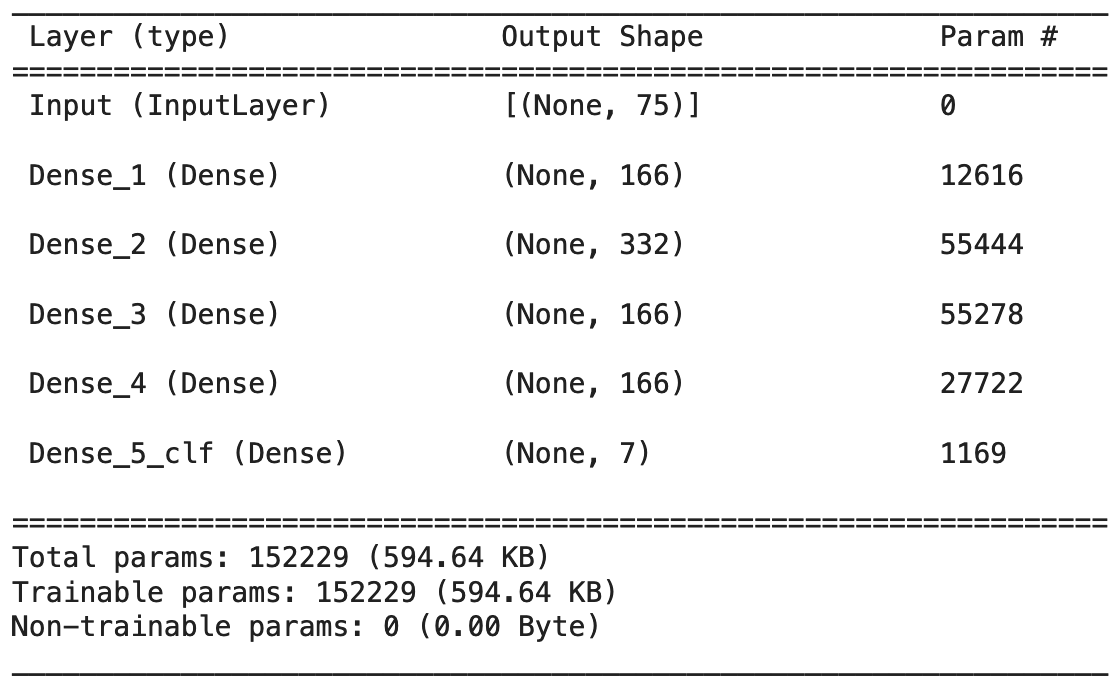 Layer (type) Output Shape Param #
Input (InputLayer) [(None, 75)] 0
Dense_1 (Dense) (None, 166) 12616
Dense_2 (Dense) (None, 332) 55444
Dense_3 (Dense) (None, 166) 55278
Dense_4 (Dense) (None, 166) 27722
Dense_5_clf (Dense) (None, 7) 1169
Total params: 152229 (594.64 KB)
Trainable params: 152229 (594.64 KB)
Non-trainable params: 0 (0.00 Byte)